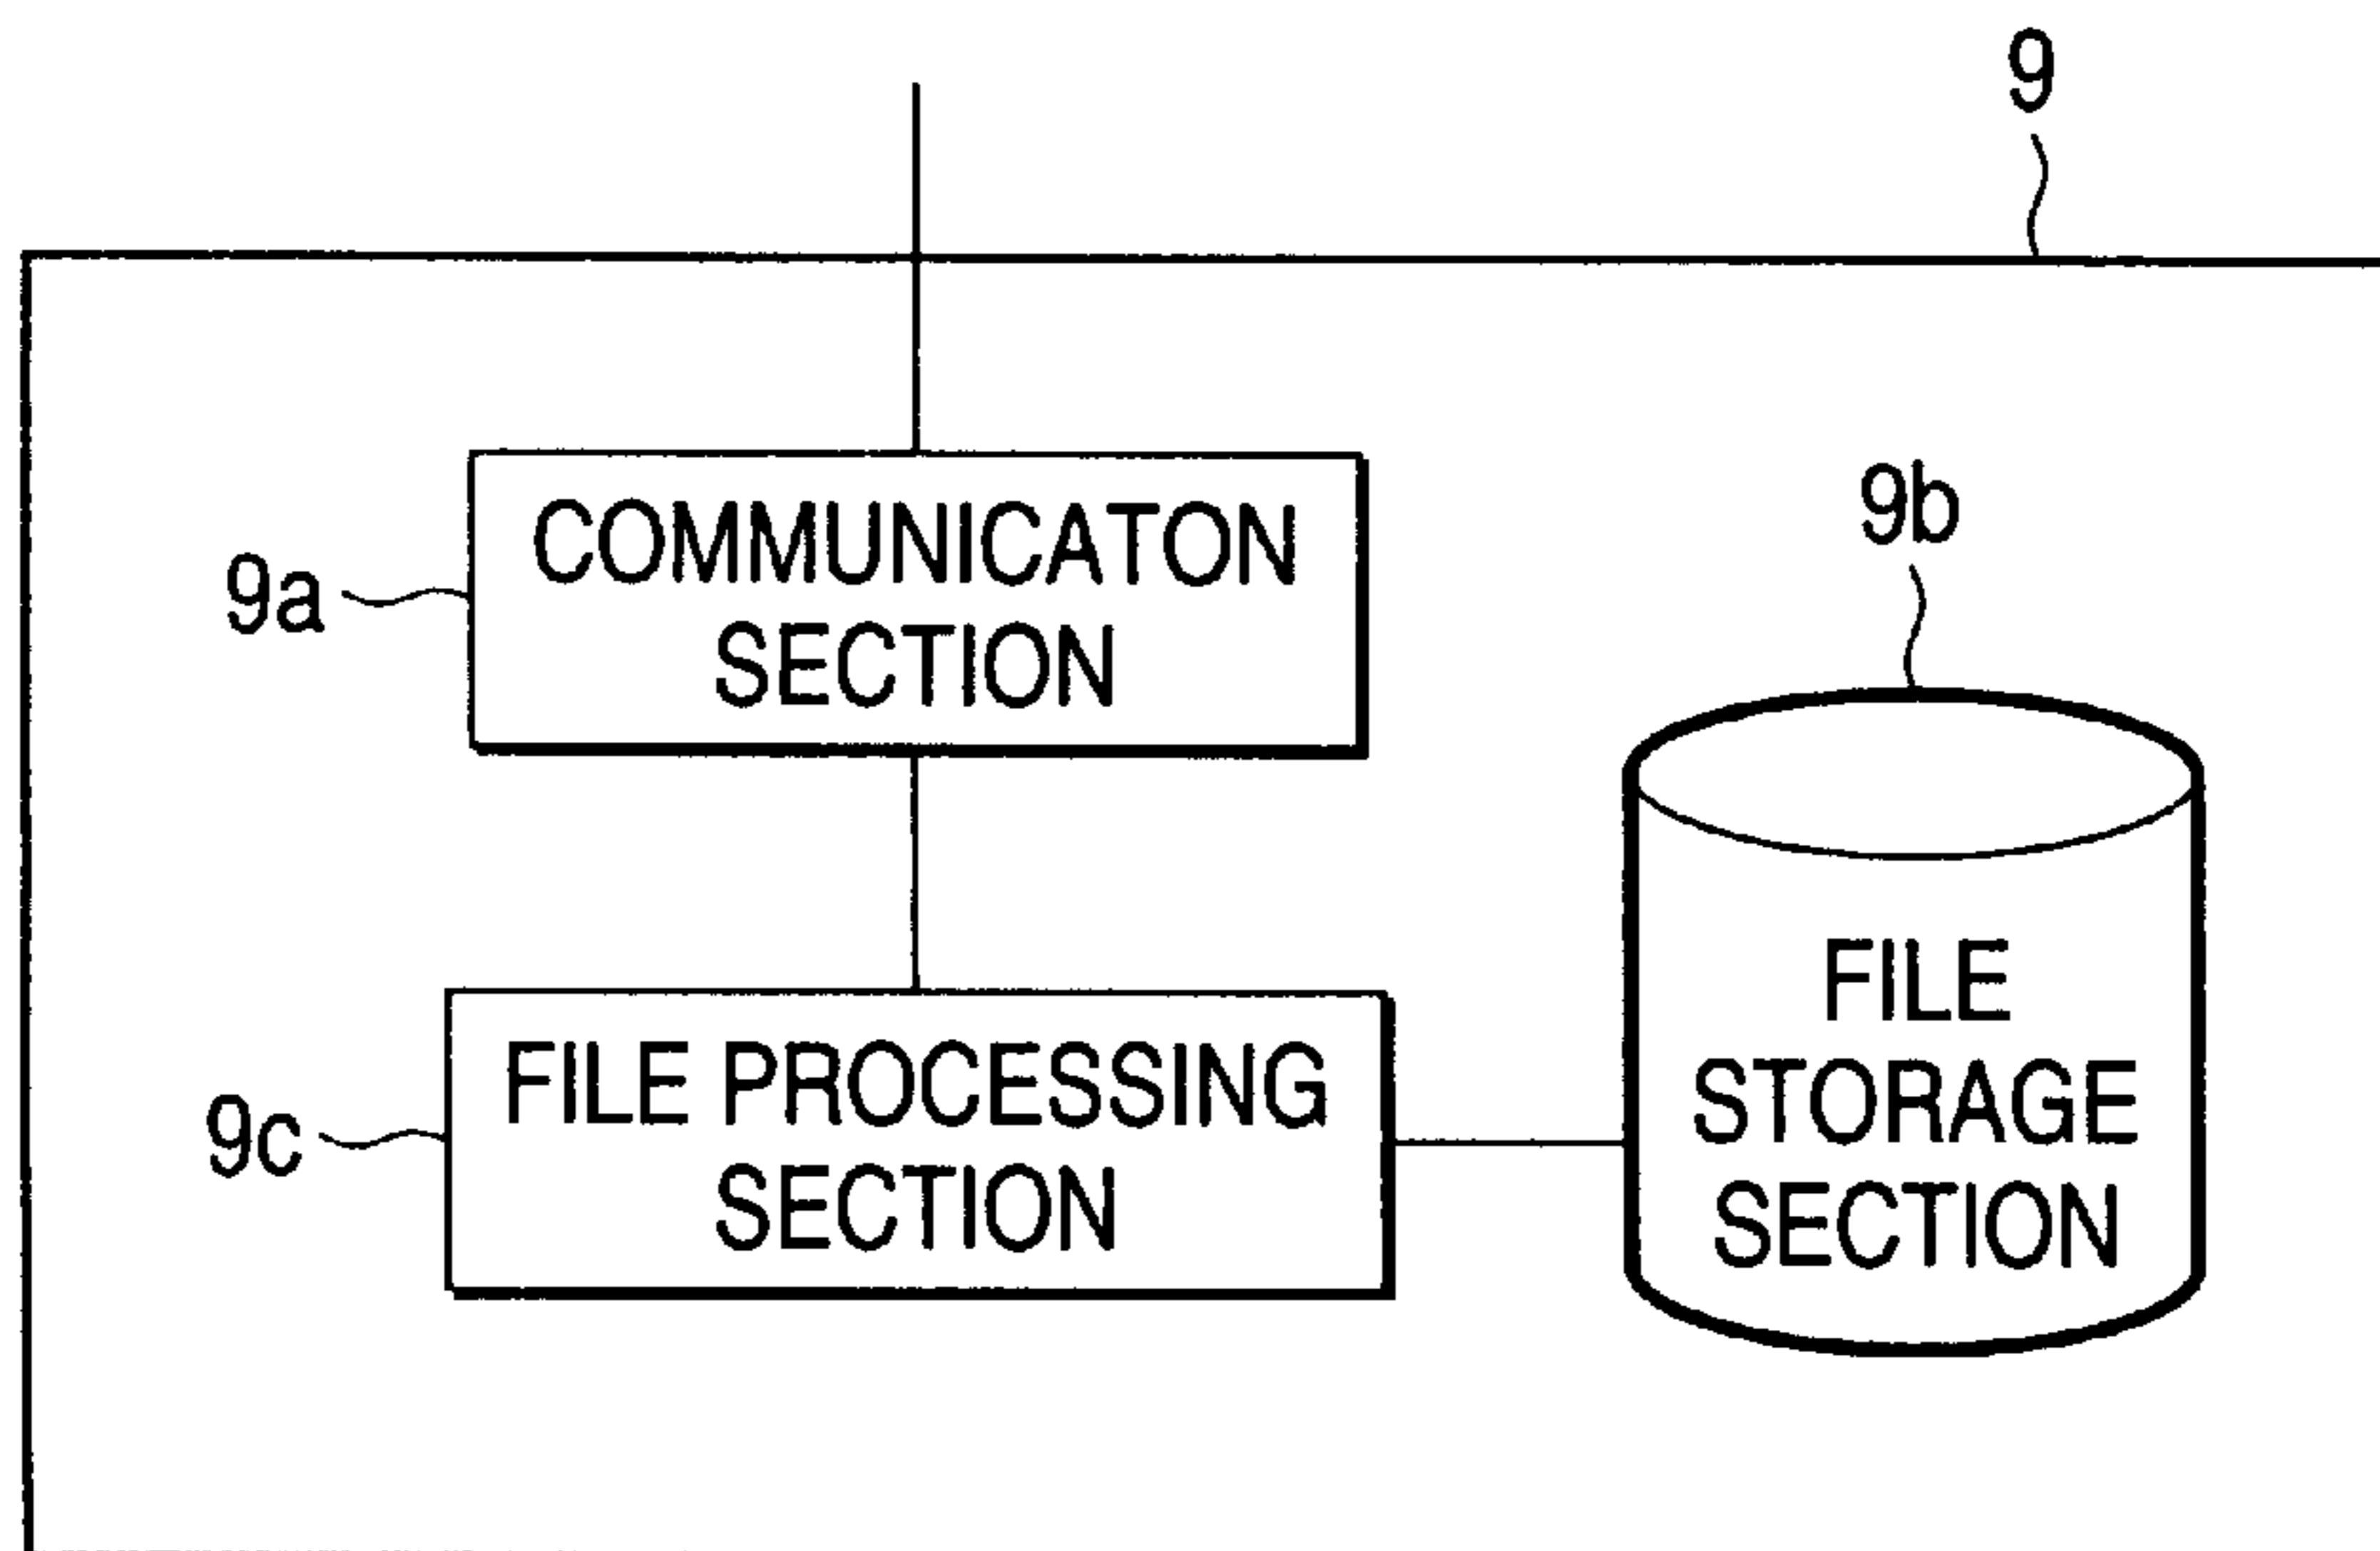 9
9a
COMMUNICATON
SECTION
9b
9c
FILE PROCESSING
SECTION
FILE
STORAGE
SECTION